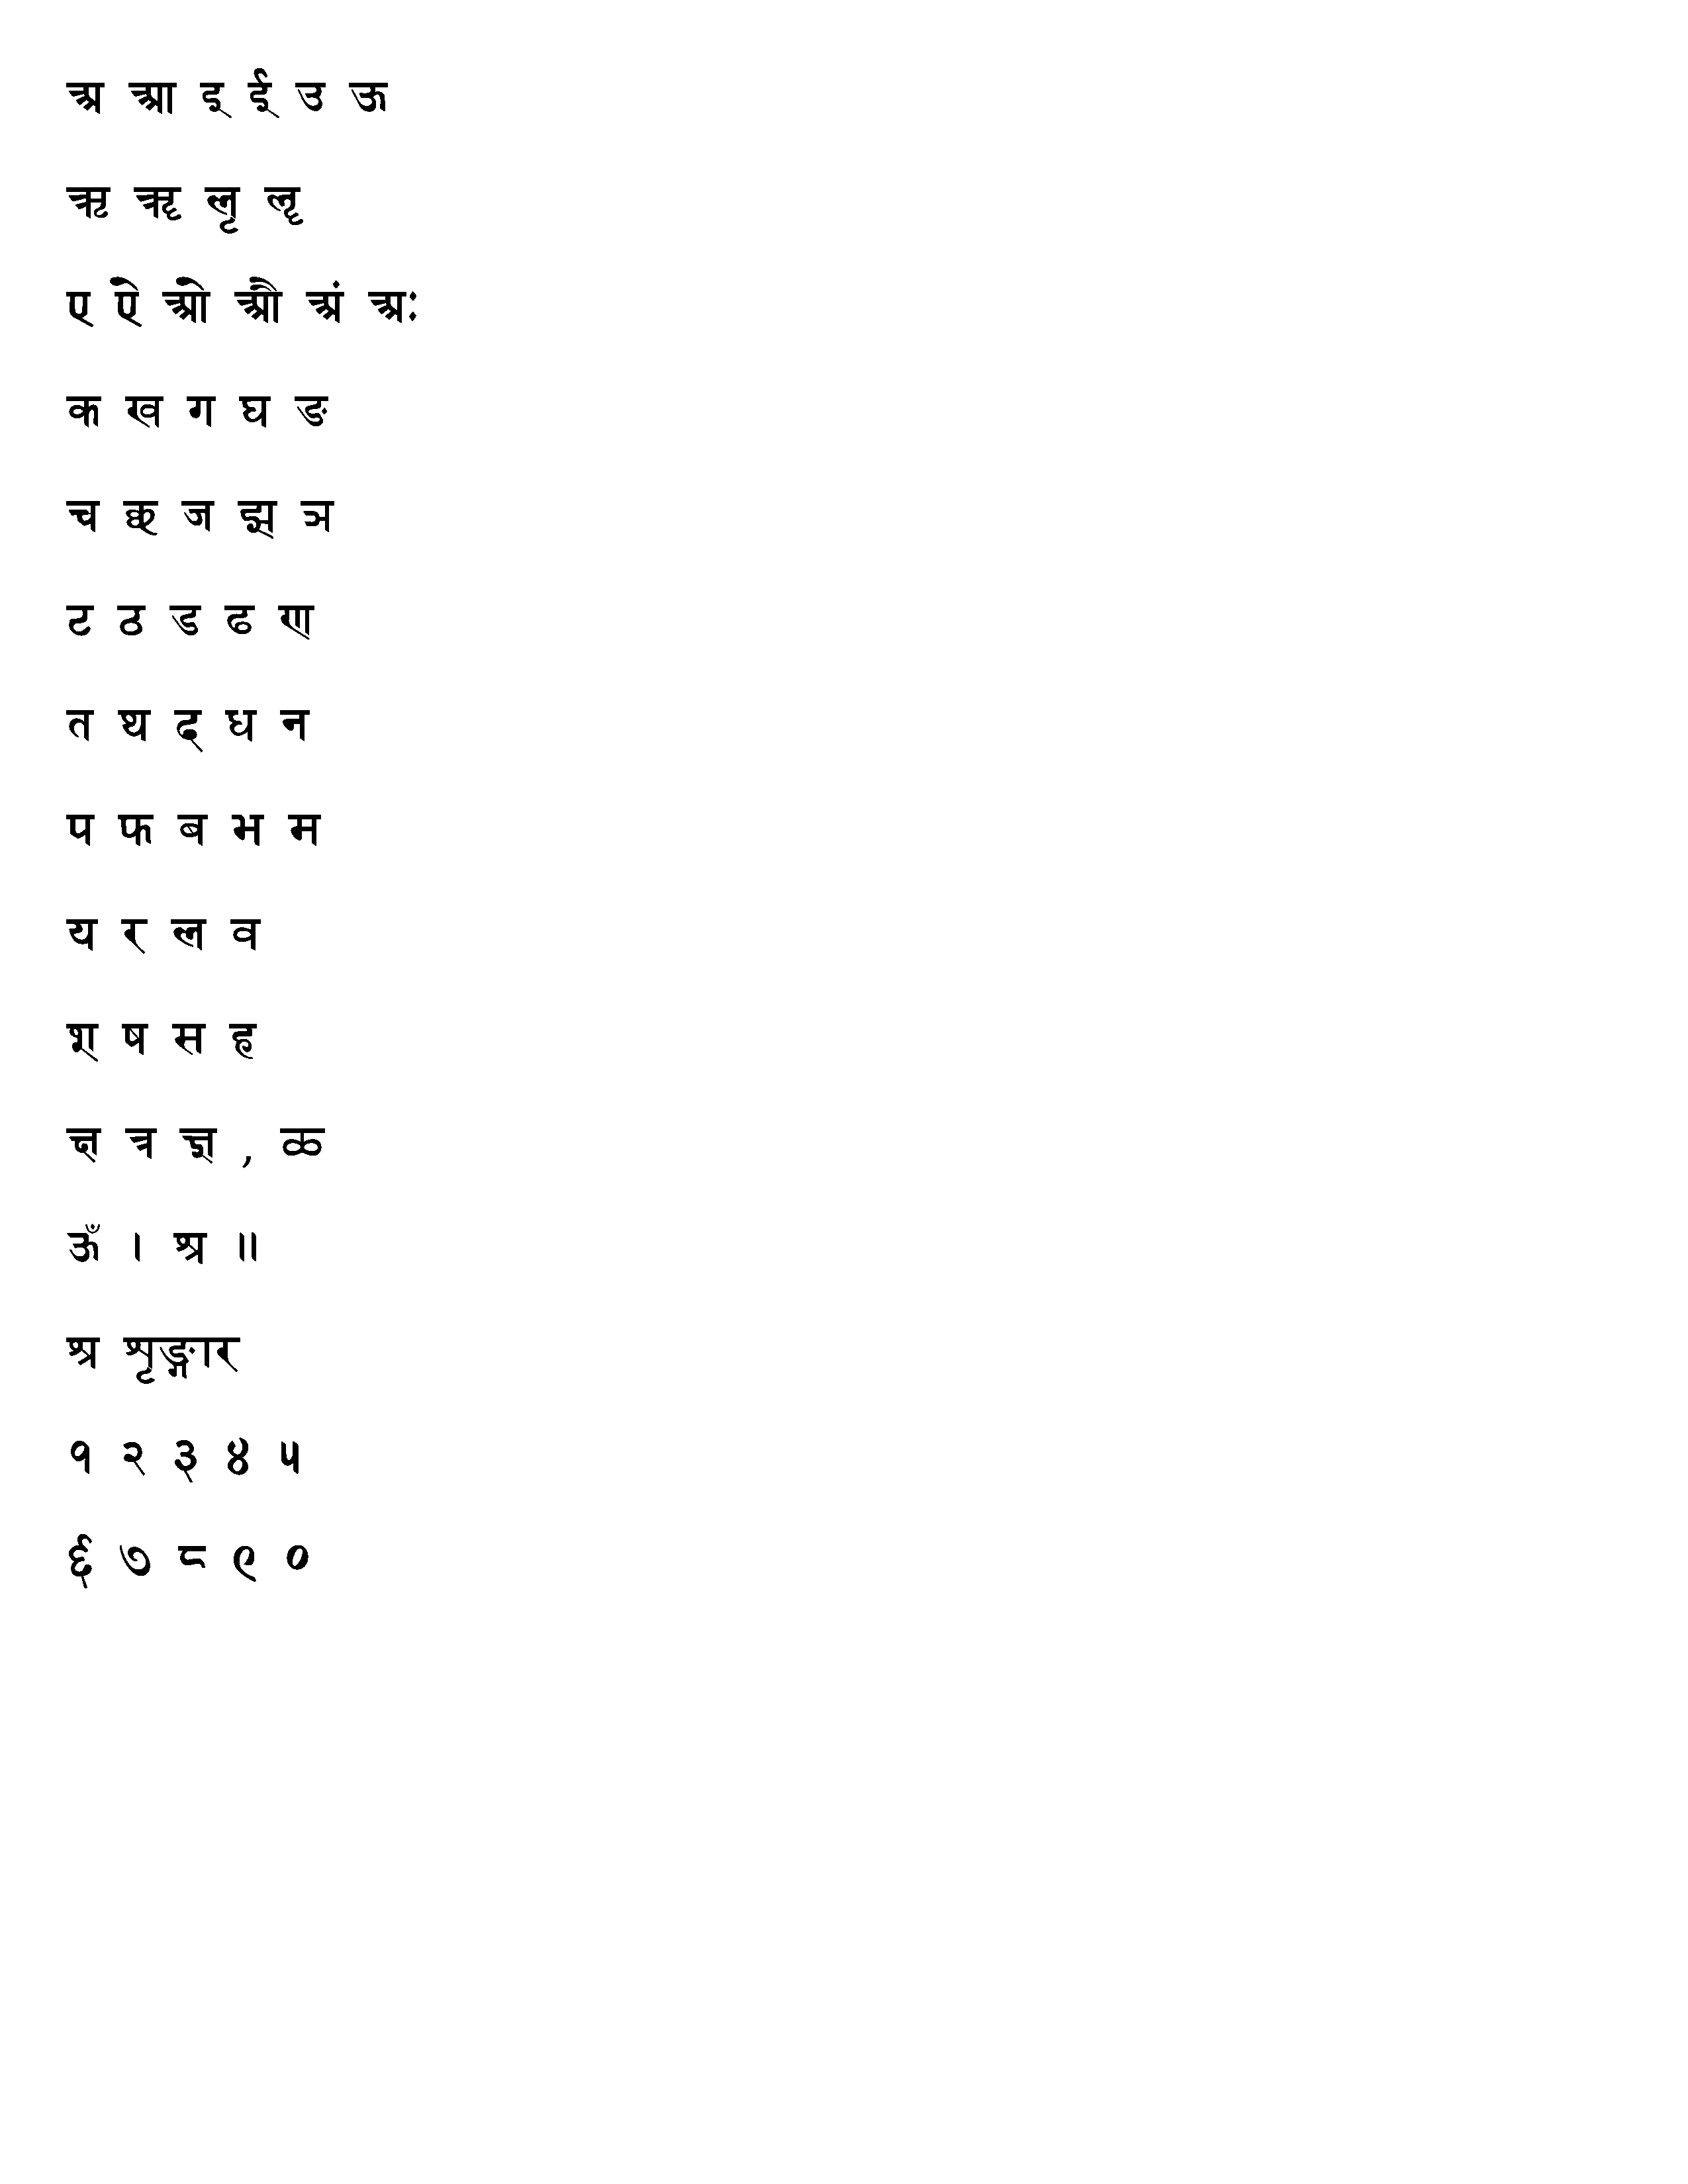 अ आ इ ई उ ऊ
ऋ ॠ ऌ ॡ
ए ऐ ओ औ अं अः
क ख ग घ ङ
च छ ज झ ञ
ट ठ ड ढ ण
त थ द ध न
प फ ब भ म
य र ल व
श ष स ह
क्ष त्र ज्ञ , ळ
ॐ । श्र ॥
श्र शृङ्गार
१ २ ३ ४ ५
६ ७ ८ ९ ०